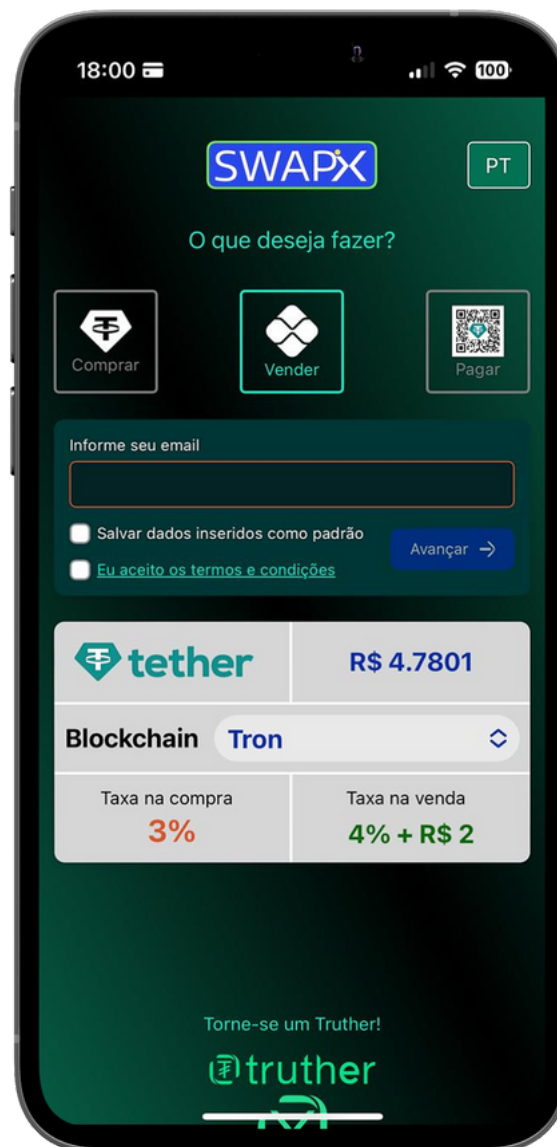 18:00
100
SWAPX
PT
O que deseja fazer?
Comprar
Vender
Pagar
Informe seu email
Salvar dados inseridos como padrão
Avançar
Eu aceito os termos e condições
tether
R$ 4.7801
Blockchain
Tron
Taxa na compra
Taxa na venda
3%
4% + R$ 2
Torne-se um Truther!
truther